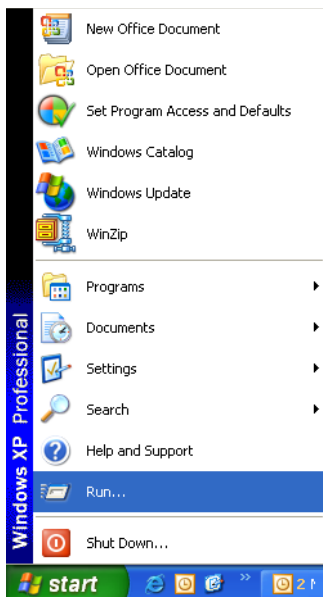 New Office Document
Open Office Document
Set Program Access and Defaults
Windows Catalog
Windows Update
WinZip
Programs
Documents
Settings
Search
Help and Support
Run...
Shut Down...
Windows XP Professional
start
2